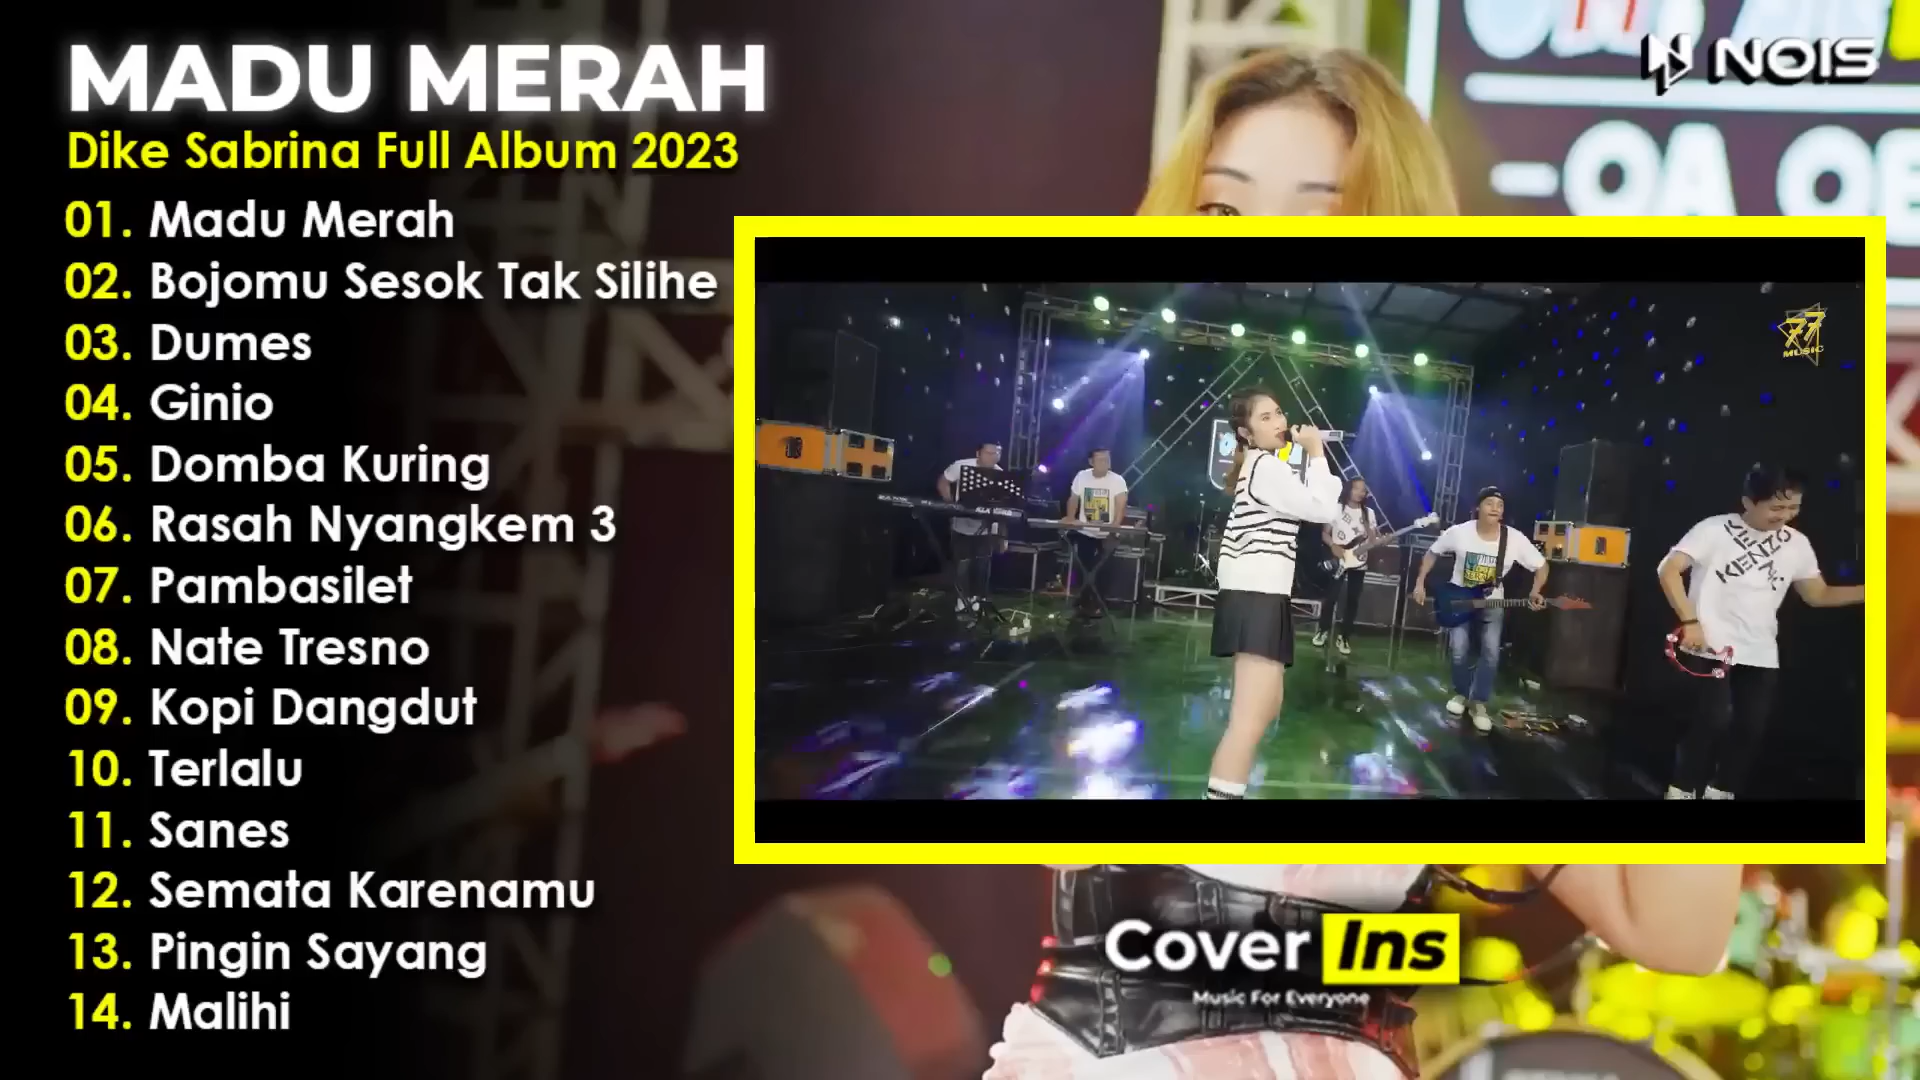 MADU MERAH
Dike Sabrina Full Album 2023
01. Madu Merah
02. Bojomu Sesok Tak Silihe
03. Dumes
04. Ginio
05. Domba Kuring
06. Rasah Nyangkem 3
07. Pambasilet
08. Nate Tresno
09. Kopi Dangdut
10. Terlalu
11. Sanes
12. Semata Karenamu
13. Pingin Sayang
14. Malihi
NOIS
77
MUSIC
KENZO
Cover Ins
Music For Everyone